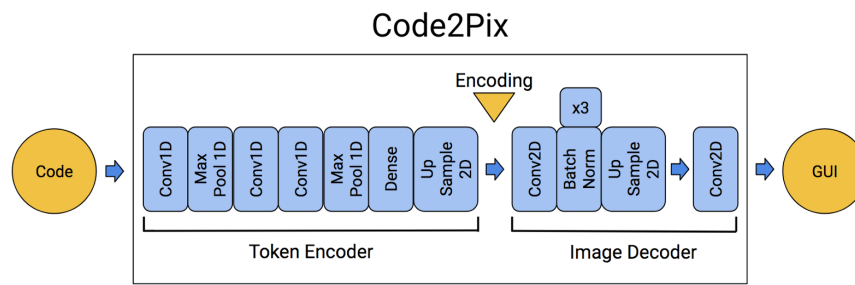 Code2Pix
Encoding
x3
Code
Conv1D
Max
Pool 1D
Conv1D
Conv1D
Max
Pool 1D
Dense
Up
Sample
2D
Conv2D
Batch
Norm
Up
Sample
2D
Conv2D
GUI
Token Encoder
Image Decoder